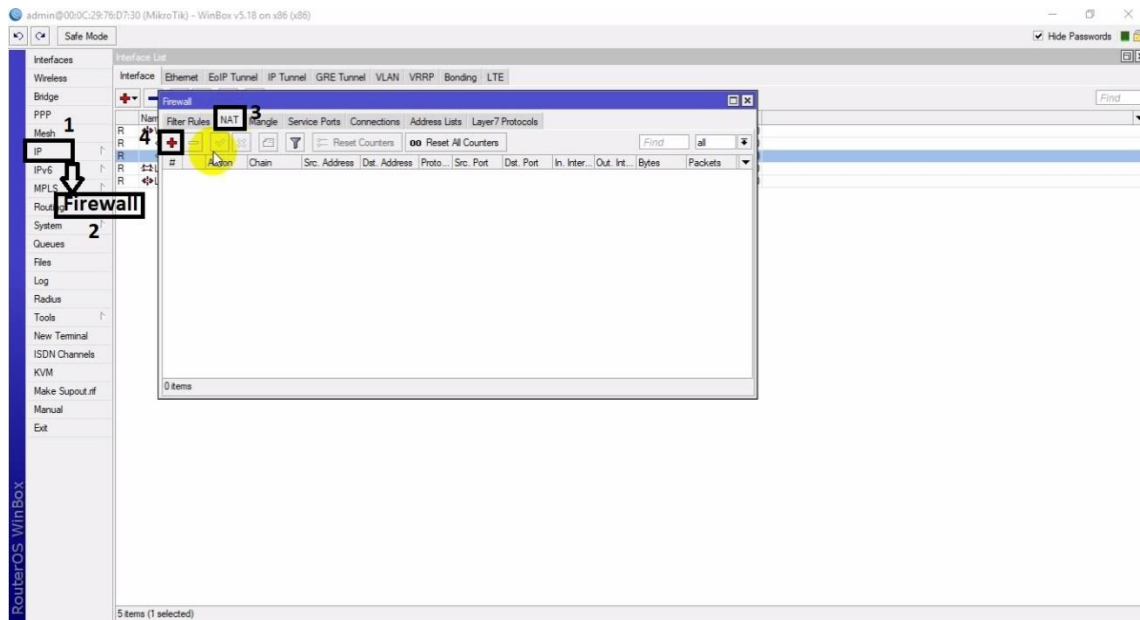 admin@00:0C:29:76:D7:30 (MikroTik) - WinBox v5.18 on x86 (x86)
Safe Mode
Hide Passwords
Interfaces
Wireless
Bridge
PPP
Mesh
1
IP
IPv6
MPLS
Routing
Firewall
System
2
Queues
Files
Log
Radius
Tools
New Terminal
ISDN Channels
KVM
Make Supout.rif
Manual
Exit
RouterOS WinBox
Interface List
Interface Ethernet EoIP Tunnel IP Tunnel GRE Tunnel VLAN VRRP Bonding LTE
Find
R
R
R
R
R
Firewall
3
Filter Rules NAT Mangle Service Ports Connections Address Lists Layer7 Protocols
4
Reset Counters 00 Reset All Counters Find all
# Action Chain Src. Address Dst. Address Proto... Src. Port Dst. Port In. Inter... Out. Int... Bytes Packets
0 items
5 items (1 selected)